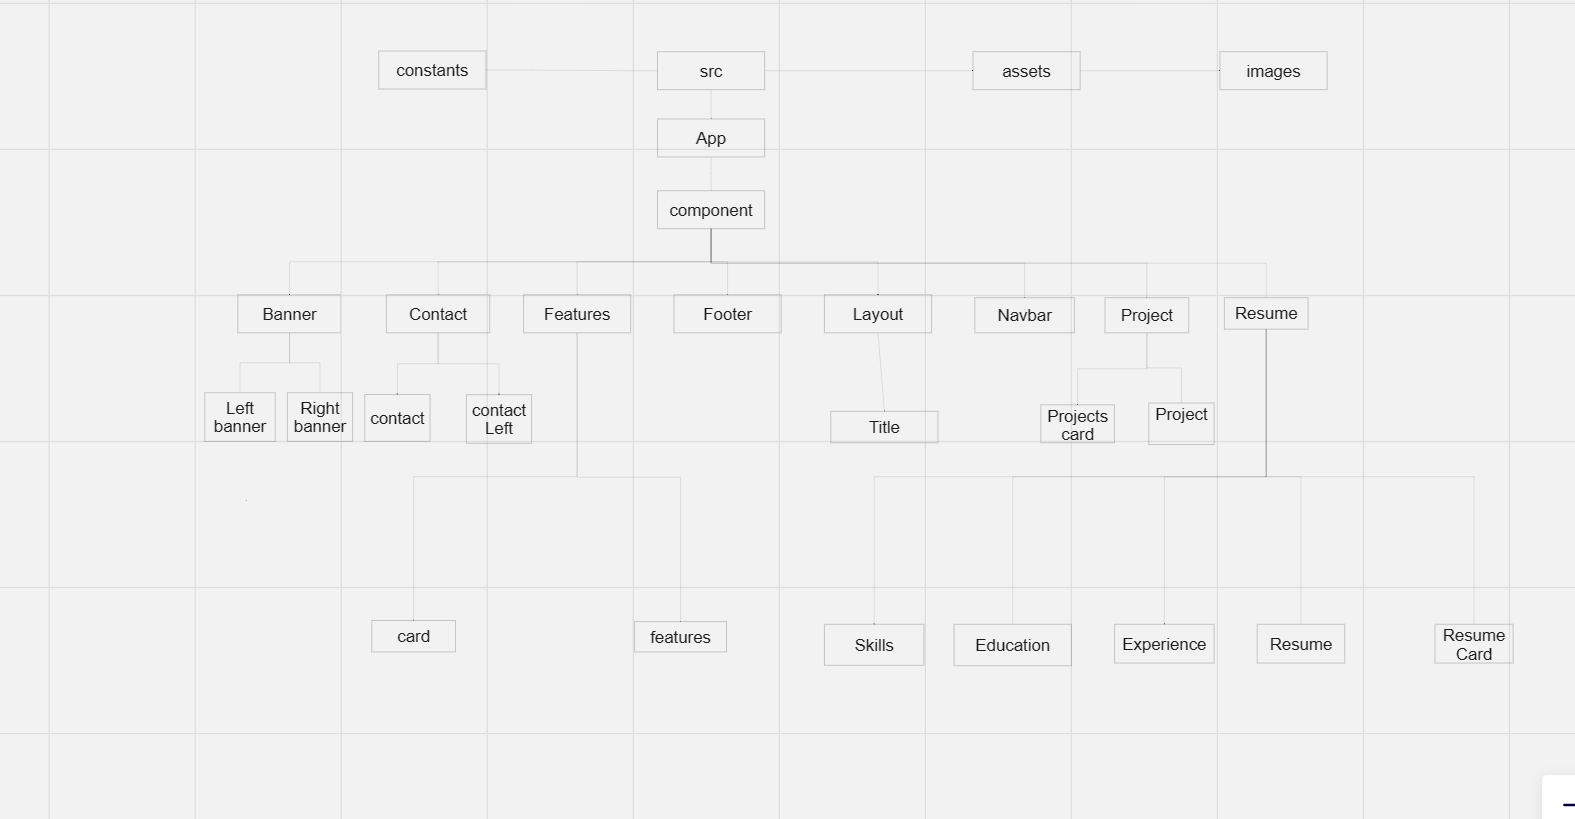 constants
src
assets
images
App
component
Banner
Contact
Features
Footer
Layout
Navbar
Project
Resume
Left
banner
Right
banner
contact
contact
Left
Title
Projects
card
Project
card
features
Skills
Education
Experience
Resume
Resume
Card